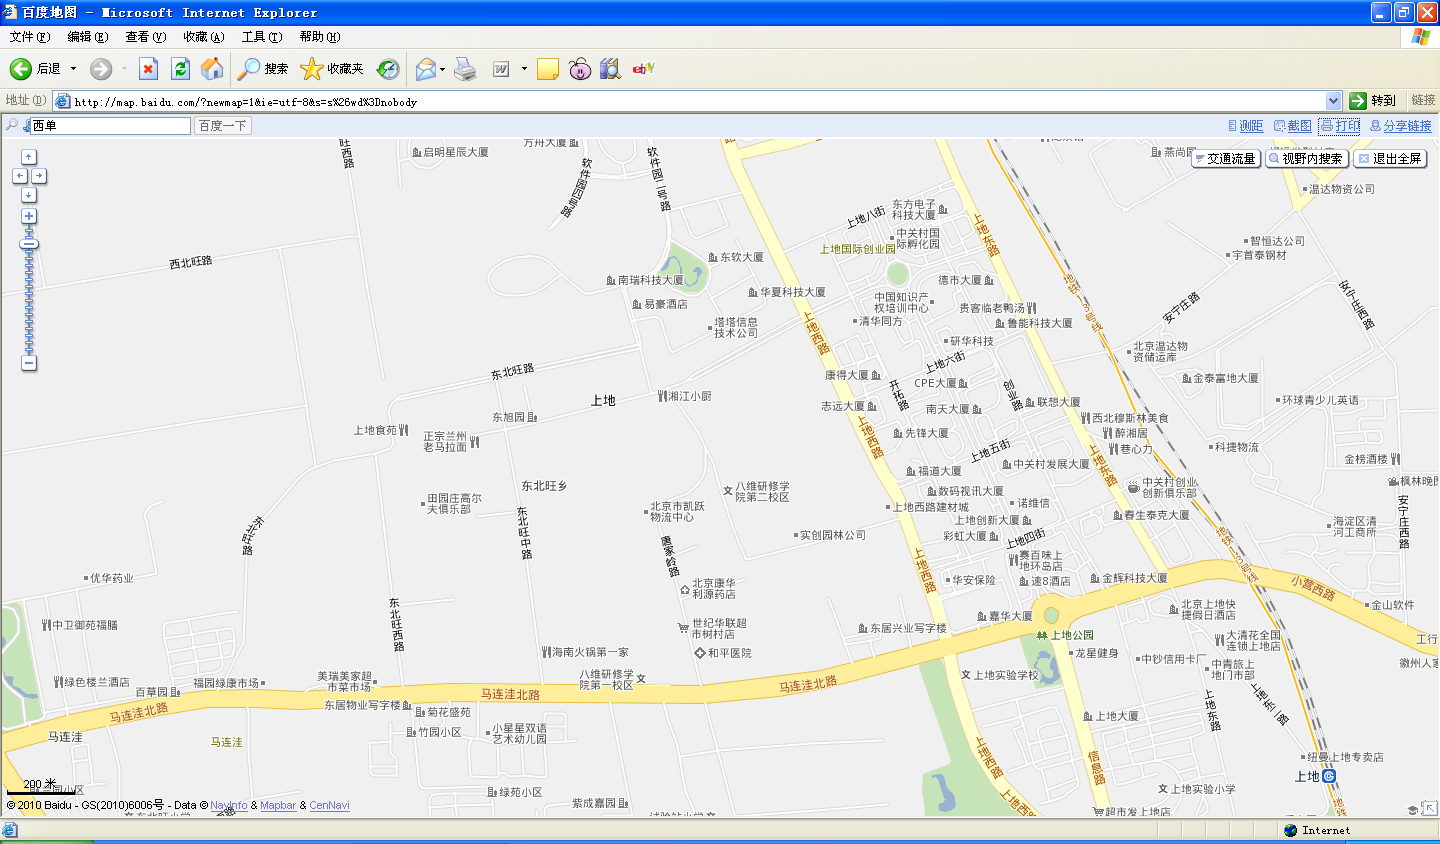 百度地图 - Microsoft Internet Explorer
文件(F) 编辑(E) 查看(V) 收藏(A) 工具(T) 帮助(H)
后退 搜索 收藏夹 W ebY
地址(D) http://map.baidu.com/?newmap=1&ie=utf-8&s=s%26wd%3Dnobody 转到 链接
西单 百度一下 测距 截图 打印 分享链接
交通流量 视野内搜索 退出全屏
旺西路
启明星辰大厦
方舟大厦
软件园四号路
软件园二号路
燕尚园
温达物资公司
上地八街
东方电子
科技大厦
上地东路
中关村国
际孵化园
上地国际创业园
智恒达公司
宇首泰钢材
西北旺路
东软大厦
南瑞科技大厦
易豪酒店
华夏科技大厦
德市大厦
地铁13号线
安宁庄路
安宁庄西路
中国知识产
权培训中心
贵客临老鸭汤
鲁能科技大厦
清华同方
塔塔信息
技术公司
上地西路
研华科技
北京温达物
资储运库
东北旺路
上地六街
康得大厦
CPE大厦
金泰富地大厦
开拓路
创业路
上地
湘江小厨
志远大厦
南天大厦
联想大厦
环球青少儿英语
东旭园
西北穆斯林美食
上地食苑
正宗兰州
老马拉面
上地西路
先锋大厦
醉湘居
巷心刀
科捷物流
上地五街
上地东路
金榜酒楼
福道大厦
中关村发展大厦
枫林晚
东北旺乡
八维研修学
院第二校区
数码视讯大厦
中关村创业
创新俱乐部
田园庄高尔
夫俱乐部
北京市凯跃
物流中心
上地西路建材城
诺维信
安宁庄西路
东北旺路
东北旺中路
上地创新大厦
春生泰克大厦
海淀区清
河工商所
实创园林公司
彩虹大厦
上地四街
唐家岭路
上地西路
赛百味上
地环岛店
地铁13号线
优华药业
北京康华
利源药店
华安保险
速8酒店
金辉科技大厦
小营西路
东北旺西路
嘉华大厦
北京上地快
捷假日酒店
金山软件
中卫御苑福膳
世纪华联超
市树村店
东居兴业写字楼
上地公园
大清花全国
连锁上地店
工行
海南火锅第一家
和平医院
龙星健身
中钞信用卡厂
中青旅上
地门市部
徽州人家
绿色楼兰酒店
百草园
福园绿康市场
美瑞美家超
市菜市场
八维研修学
院第一校区
上地实验学校
马连洼北路
马连洼北路
马连洼北路
东居物业写字楼
菊花盛苑
上地大厦
上地东路
上地东二路
马连洼
马连洼
竹园小区
小星星双语
艺术幼儿园
上地西路
信息路
纽曼上地专卖店
上地
200 米
绿苑小区
紫成嘉园
上地西路
上地实验小学
超市发上地店
© 2010 Baidu - GS(2010)6006号 - Data © NavInfo & Mapbar & CenNavi
Internet